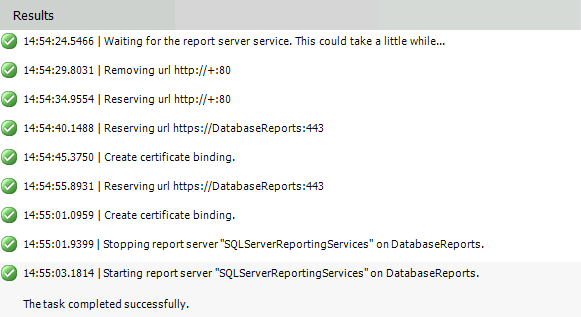 Results
14:54:24.5466 | Waiting for the report server service. This could take a little while...
14:54:29.8031 | Removing url http://+:80
14:54:34.9554 | Reserving url http://+:80
14:54:40.1488 | Reserving url https://DatabaseReports:443
14:54:45.3750 | Create certificate binding.
14:54:55.8931 | Reserving url https://DatabaseReports:443
14:55:01.0959 | Create certificate binding.
14:55:01.9399 | Stopping report server "SQLServerReportingServices" on DatabaseReports.
14:55:03.1814 | Starting report server "SQLServerReportingServices" on DatabaseReports.
The task completed successfully.